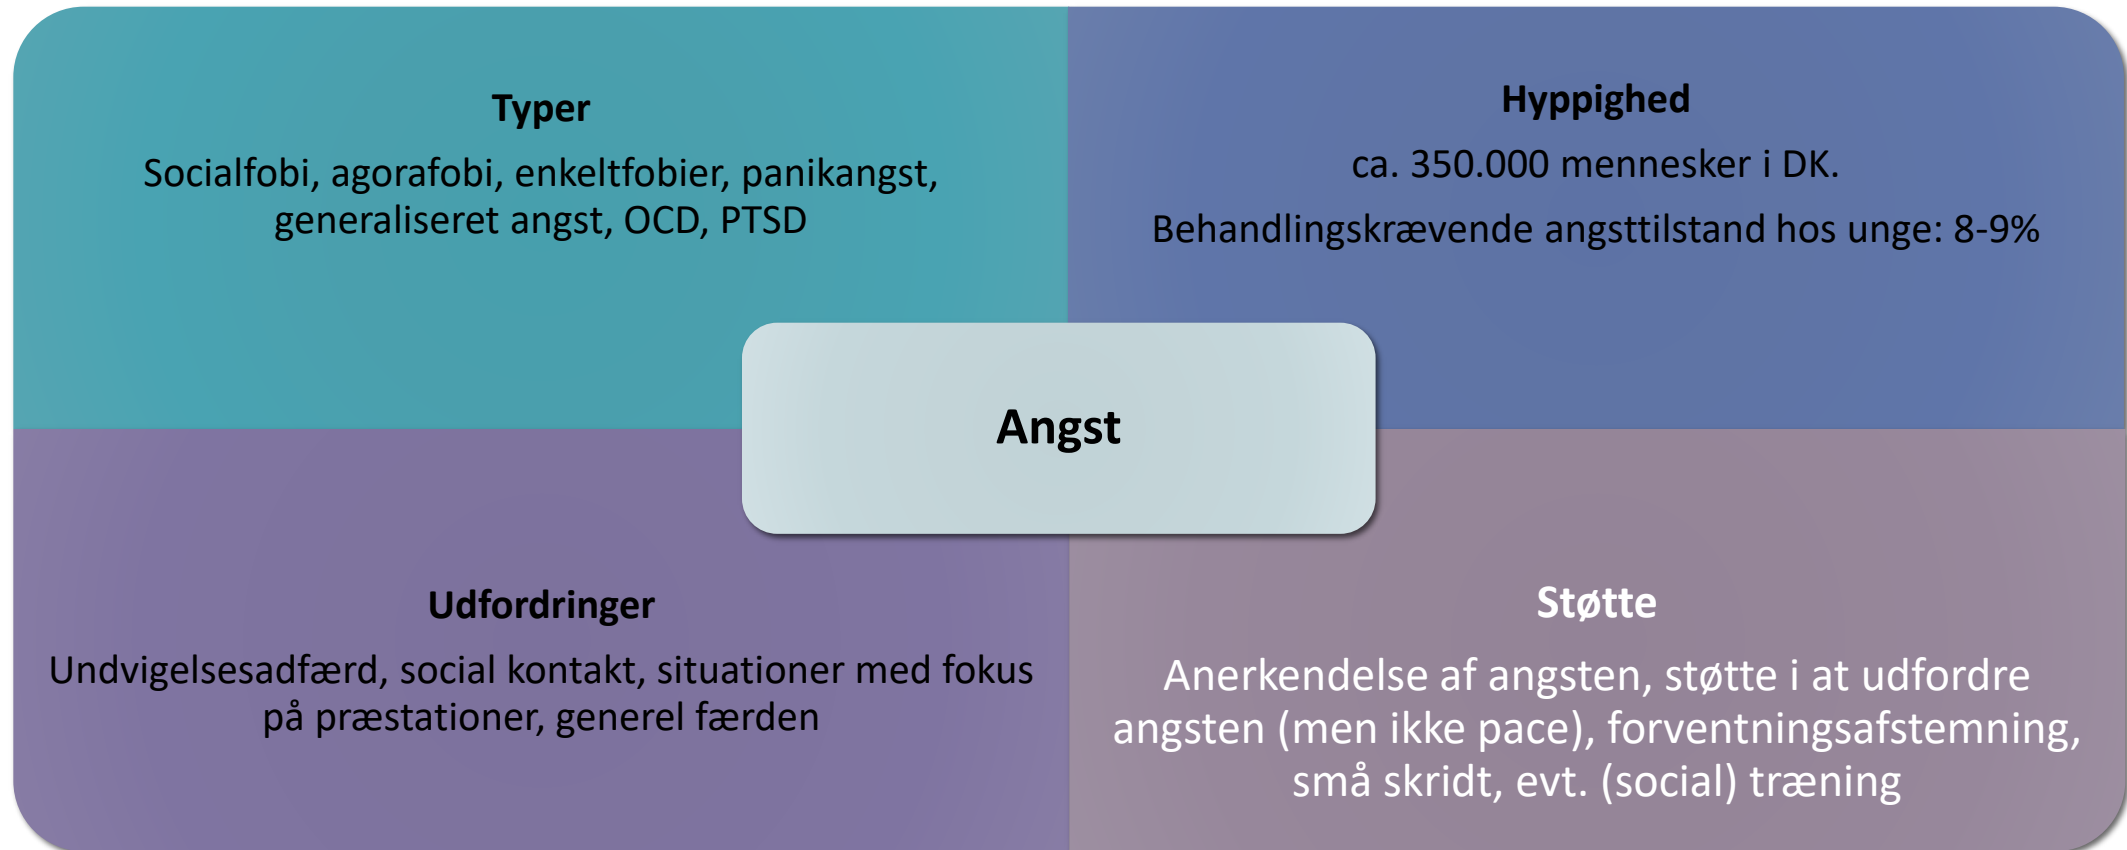 Typer
Socialfobi, agorafobi, enkeltfobier, panikangst,
generaliseret angst, OCD, PTSD
Hyppighed
ca. 350.000 mennesker i DK.
Behandlingskrævende angsttilstand hos unge: 8-9%
Angst
Udfordringer
Undvigelsesadfærd, social kontakt, situationer med fokus
på præstationer, generel færden
Støtte
Anerkendelse af angsten, støtte i at udfordre
angsten (men ikke pace), forventningsafstemning,
små skridt, evt. (social) træning